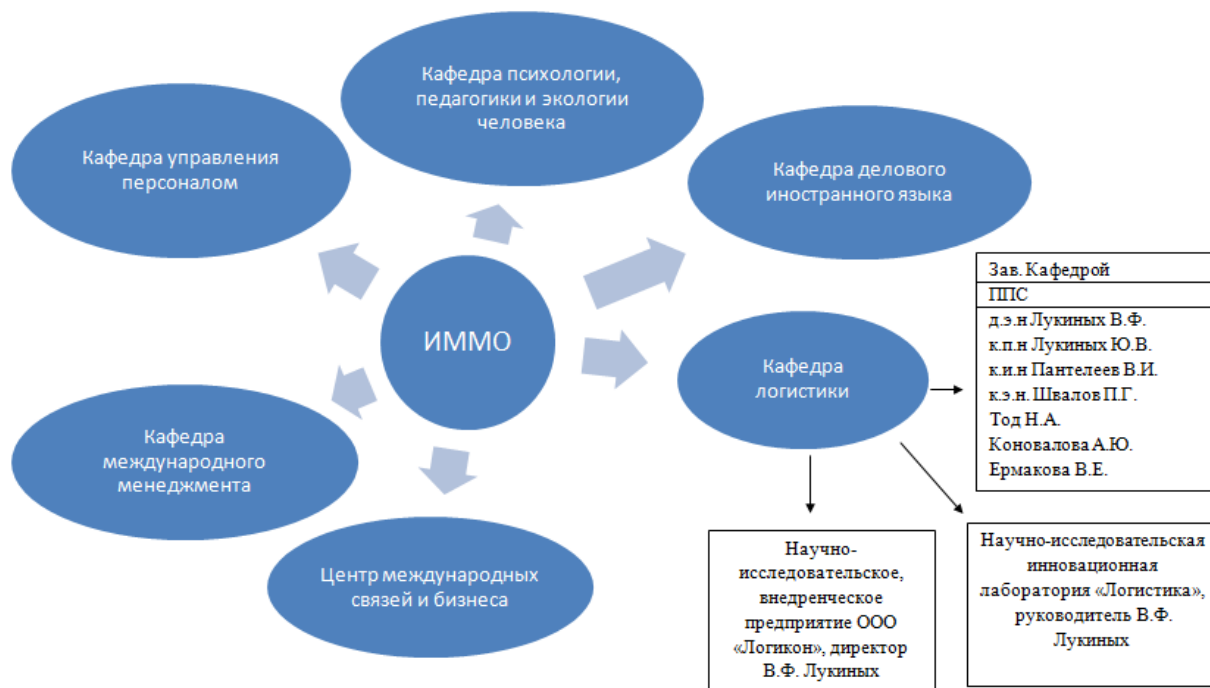 Кафедра психологии,
педагогики и экологии
человека
Кафедра управления
персоналом
Кафедра делового
иностранного языка
ИММО
Кафедра
логистики
Зав. Кафедрой
ППС
д.э.н Лукиных В.Ф.
к.п.н Лукиных Ю.В.
к.и.н Пантелеев В.И.
к.э.н. Швалов П.Г.
Тод Н.А.
Коновалова А.Ю.
Ермакова В.Е.
Кафедра
международного
менеджмента
Центр международных
связей и бизнеса
Научно-
исследовательское,
внедренческое
предприятие ООО
«Логикон», директор
В.Ф. Лукиных
Научно-исследовательская
инновационная
лаборатория «Логистика»,
руководитель В.Ф.
Лукиных